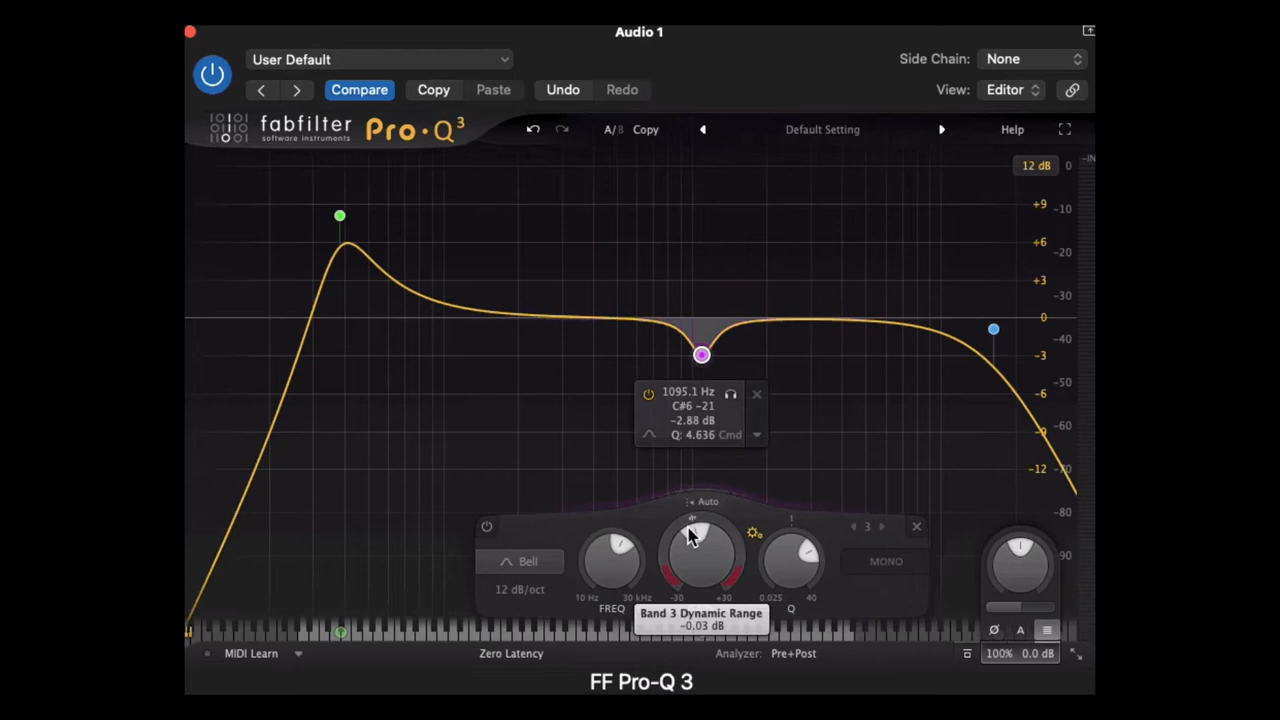 Audio 1
User Default
Side Chain: None
Compare
Copy
Paste
Undo
Redo
View: Editor
fabfilter
software instruments
Pro·Q3
A/B Copy
Default Setting
Help
-IN
12 dB 0
+9 -10
+6 -20
+3 -30
0 -40
-3 -50
-6 -60
-9
-12 -70
-80
90
1095.1 Hz
C#6 -21
-2.88 dB
Q: 4.636 Cmd
Auto
3
Bell
12 dB/oct
MONO
10 Hz 30 kHz
FREQ
-30 +30
0.025 40
Q
Band 3 Dynamic Range
-0.03 dB
A
MIDI Learn
Zero Latency
Analyzer: Pre+Post
100% 0.0 dB
FF Pro-Q 3